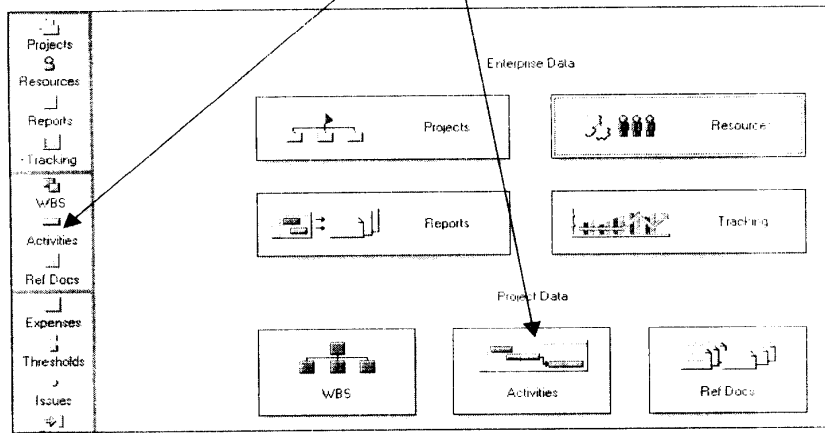 Projects
Resources
Reports
Tracking
WBS
Activities
Ref Docs
Expenses
Thresholds
Issues
Enterprise Data
Projects
Resource
Reports
Tracking
Project Data
WBS
Activities
Ref Docs